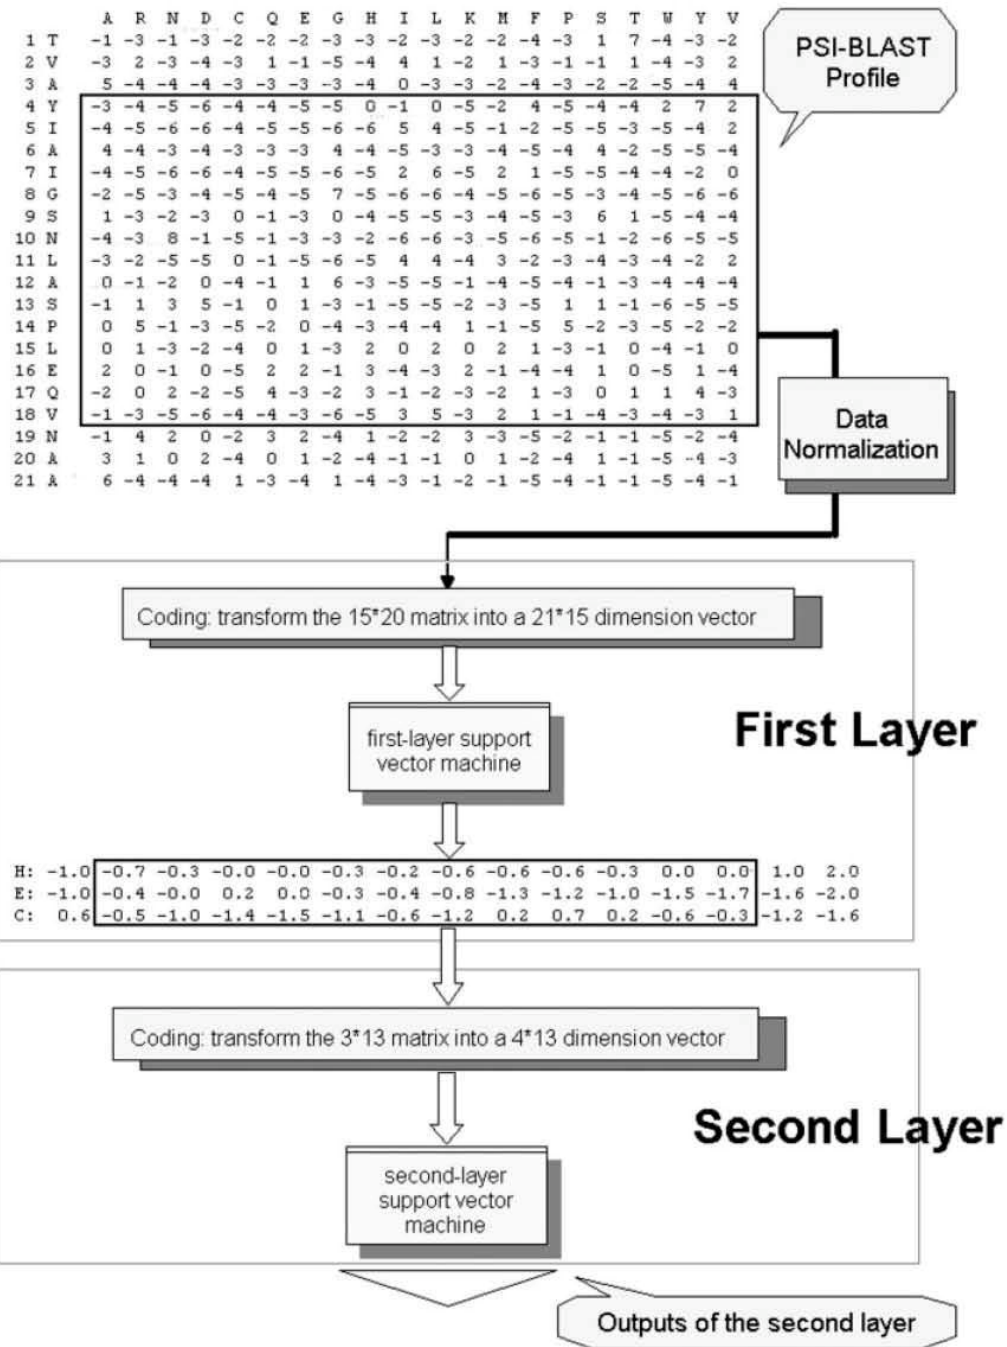 A R N D C Q E G H I L K M F P S T W Y V
1 T -1 -3 -1 -3 -2 -2 -2 -3 -3 -2 -3 -2 -2 -4 -3 1 7 -4 -3 -2
2 V -3 2 -3 -4 -3 1 -1 -5 -4 4 1 -2 1 -3 -1 -1 1 -4 -3 2
3 A 5 -4 -4 -4 -3 -3 -3 -3 -4 0 -3 -3 -2 -4 -3 -2 -2 -5 -4 4
4 Y -3 -4 -5 -6 -4 -4 -5 -5 0 -1 0 -5 -2 4 -5 -4 -4 2 7 2
5 I -4 -5 -6 -6 -4 -5 -5 -6 -6 5 4 -5 -1 -2 -5 -5 -3 -5 -4 2
6 A 4 -4 -3 -4 -3 -3 -3 4 -4 -5 -3 -3 -4 -5 -4 4 -2 -5 -5 -4
7 I -4 -5 -6 -6 -4 -5 -5 -6 -5 2 6 -5 2 1 -5 -5 -4 -4 -2 0
8 G -2 -5 -3 -4 -5 -4 -5 7 -5 -6 -6 -4 -5 -6 -5 -3 -4 -5 -6 -6
9 S 1 -3 -2 -3 0 -1 -3 0 -4 -5 -5 -3 -4 -5 -3 6 1 -5 -4 -4
10 N -4 -3 8 -1 -5 -1 -3 -3 -2 -6 -6 -3 -5 -6 -5 -1 -2 -6 -5 -5
11 L -3 -2 -5 -5 0 -1 -5 -6 -5 4 4 -4 3 -2 -3 -4 -3 -4 -2 2
12 A 0 -1 -2 0 -4 -1 1 6 -3 -5 -5 -1 -4 -5 -4 -1 -3 -4 -4 -4
13 S -1 1 3 5 -1 0 1 -3 -1 -5 -5 -2 -3 -5 1 1 -1 -6 -5 -5
14 P 0 5 -1 -3 -5 -2 0 -4 -3 -4 -4 1 -1 -5 5 -2 -3 -5 -2 -2
15 L 0 1 -3 -2 -4 0 1 -3 2 0 2 0 2 1 -3 -1 0 -4 -1 0
16 E 2 0 -1 0 -5 2 2 -1 3 -4 -3 2 -1 -4 -4 1 0 -5 1 -4
17 Q -2 0 2 -2 -5 4 -3 -2 3 -1 -2 -3 -2 1 -3 0 1 1 4 -3
18 V -1 -3 -5 -6 -4 -4 -3 -6 -5 3 5 -3 2 1 -1 -4 -3 -4 -3 1
19 N -1 4 2 0 -2 3 2 -4 1 -2 -2 3 -3 -5 -2 -1 -1 -5 -2 -4
20 A 3 1 0 2 -4 0 1 -2 -4 -1 -1 0 1 -2 -4 1 -1 -5 -4 -3
21 A 6 -4 -4 -4 1 -3 -4 1 -4 -3 -1 -2 -1 -5 -4 -1 -1 -5 -4 -1
PSI-BLAST
Profile
Data
Normalization
Coding: transform the 15*20 matrix into a 21*15 dimension vector
first-layer support
vector machine
First Layer
H: -1.0 -0.7 -0.3 -0.0 -0.0 -0.3 -0.2 -0.6 -0.6 -0.6 -0.3 0.0 0.0 1.0 2.0
E: -1.0 -0.4 -0.0 0.2 0.0 -0.3 -0.4 -0.8 -1.3 -1.2 -1.0 -1.5 -1.7 -1.6 -2.0
C: 0.6 -0.5 -1.0 -1.4 -1.5 -1.1 -0.6 -1.2 0.2 0.7 0.2 -0.6 -0.3 -1.2 -1.6
Coding: transform the 3*13 matrix into a 4*13 dimension vector
Second Layer
second-layer
support vector
machine
Outputs of the second layer